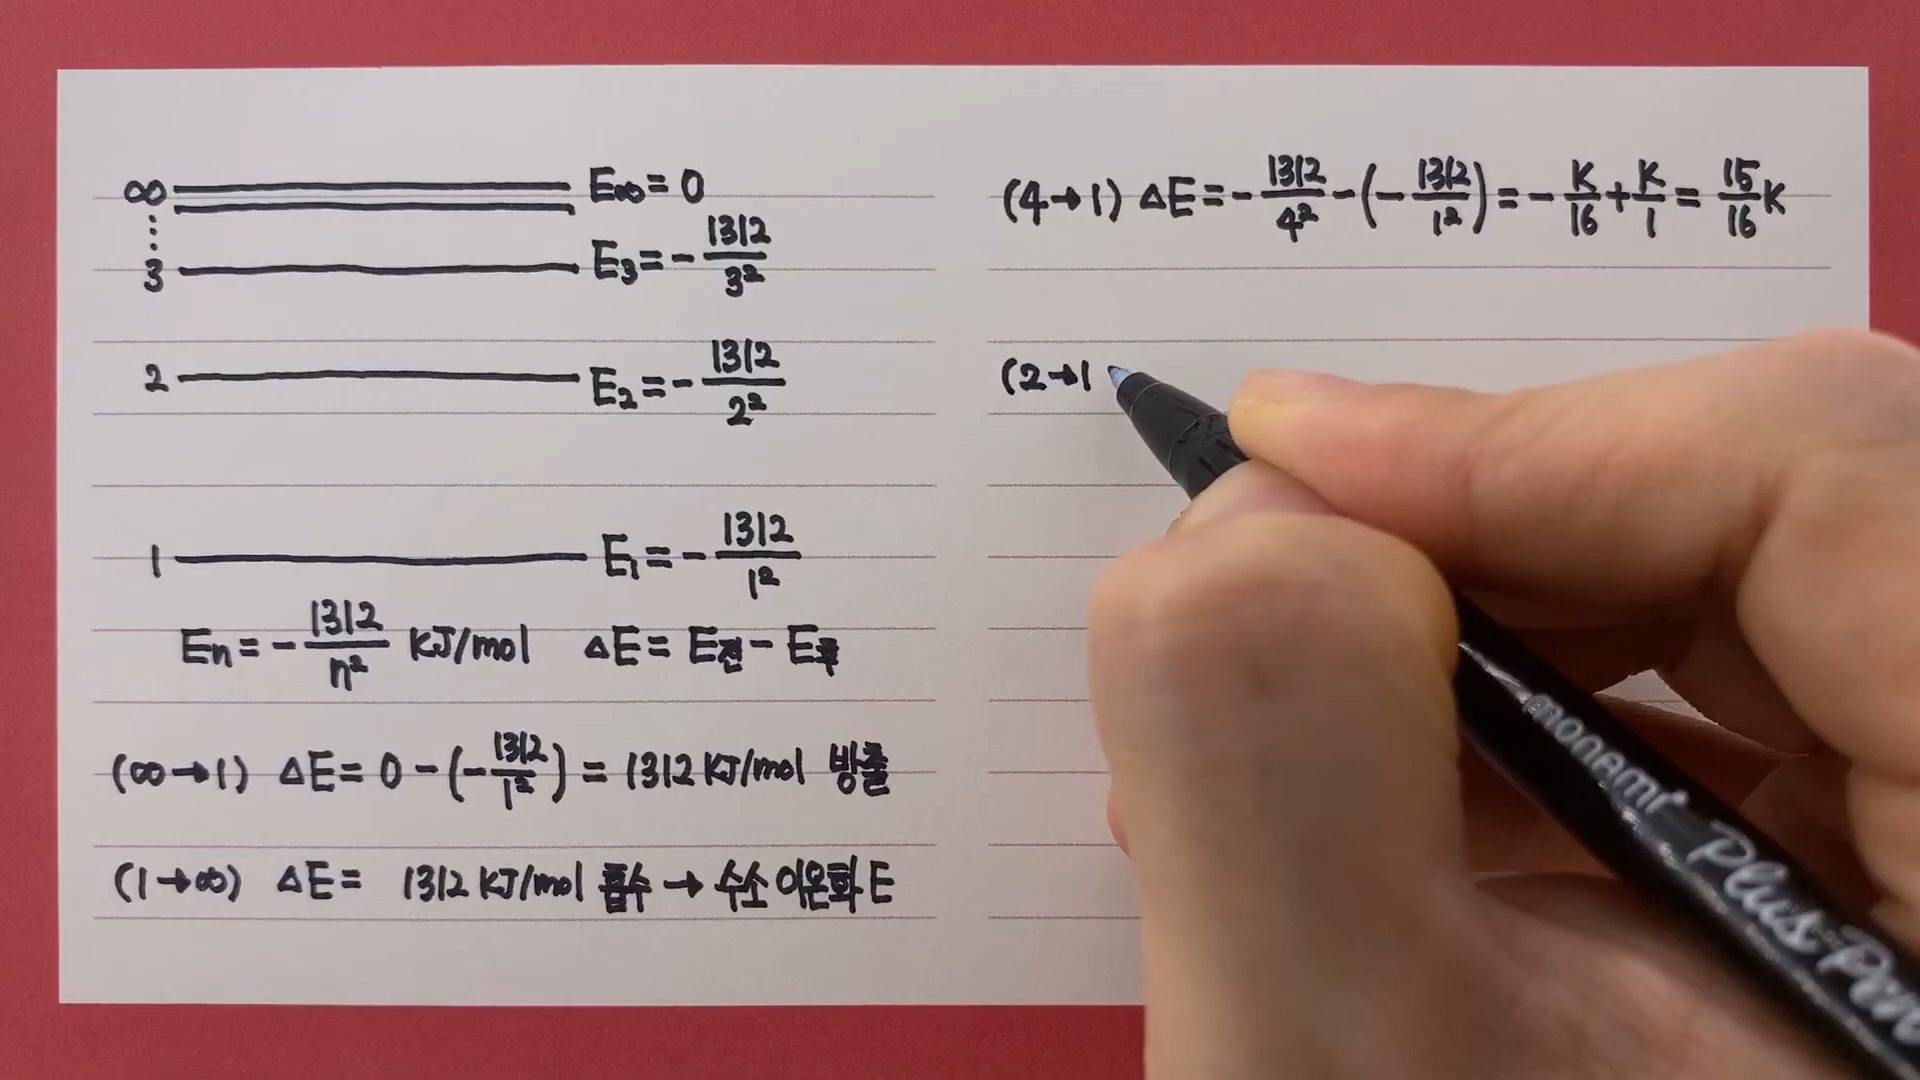 ∞ E∞ = 0
⋮
3 E₃ = - 1312/3²
2 E₂ = - 1312/2²
1 E₁ = - 1312/1²
En = - 1312/n² KJ/mol ΔE = E전 - E후
(∞→1) ΔE = 0 - (- 1312/1²) = 1312 KJ/mol 방출
(1→∞) ΔE = 1312 KJ/mol 흡수 → 수소 이온화 E
(4→1) ΔE = - 1312/4² - (- 1312/1²) = - K/16 + K/1 = 15/16 K
(2→1
monami Plus Pen